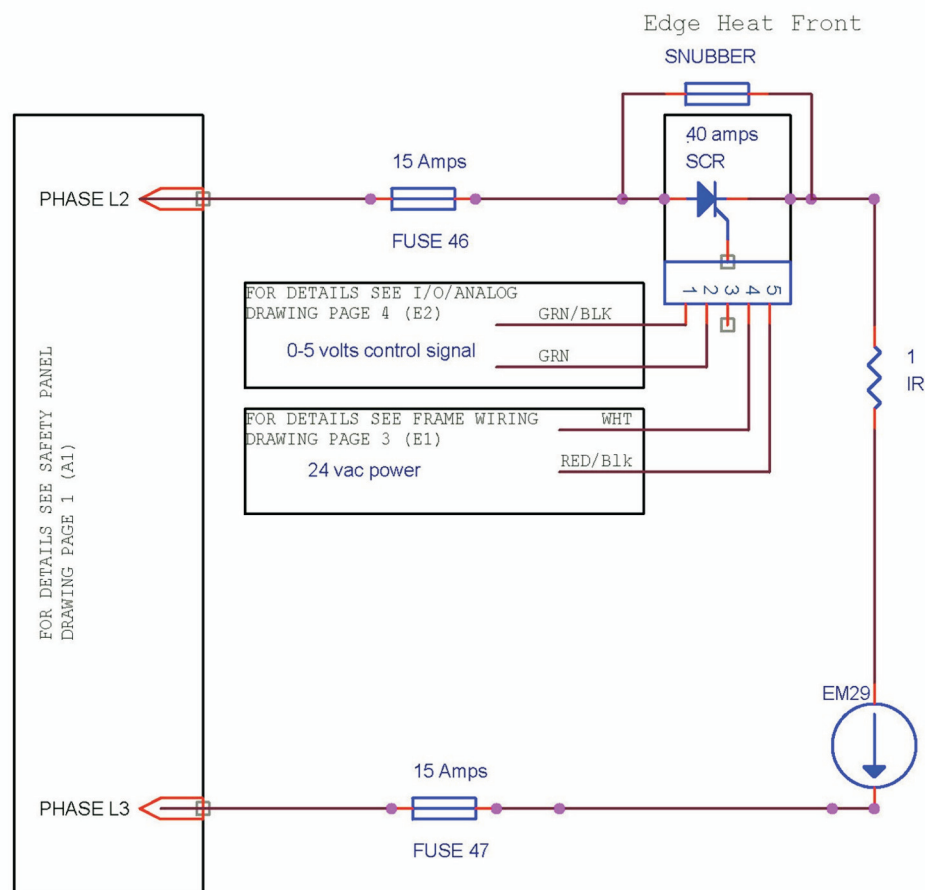 Edge Heat Front
SNUBBER
40 amps
SCR
15 Amps
PHASE L2
FUSE 46
1 2 3 4 5
FOR DETAILS SEE I/O/ANALOG
DRAWING PAGE 4 (E2)
GRN/BLK
0-5 volts control signal
GRN
1
IR
FOR DETAILS SEE FRAME WIRING
DRAWING PAGE 3 (E1)
WHT
RED/Blk
24 vac power
FOR DETAILS SEE SAFETY PANEL
DRAWING PAGE 1 (A1)
EM29
15 Amps
PHASE L3
FUSE 47